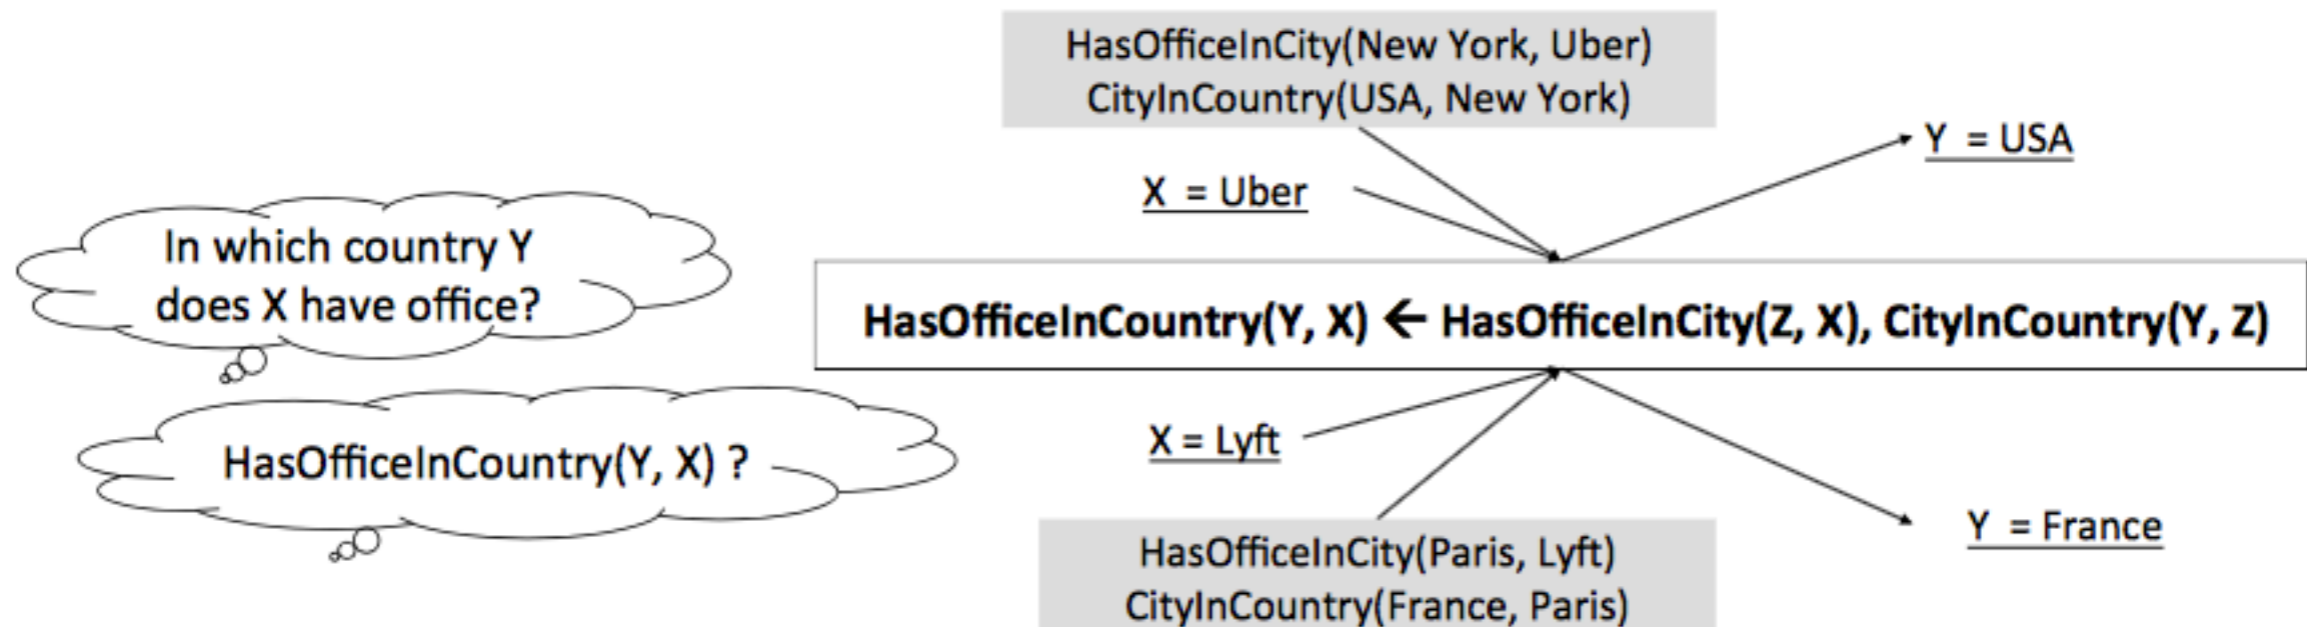 HasOfficeInCity(New York, Uber)
CityInCountry(USA, New York)
Y = USA
X = Uber
In which country Y
does X have office?
HasOfficeInCountry(Y, X) ← HasOfficeInCity(Z, X), CityInCountry(Y, Z)
HasOfficeInCountry(Y, X) ?
X = Lyft
Y = France
HasOfficeInCity(Paris, Lyft)
CityInCountry(France, Paris)